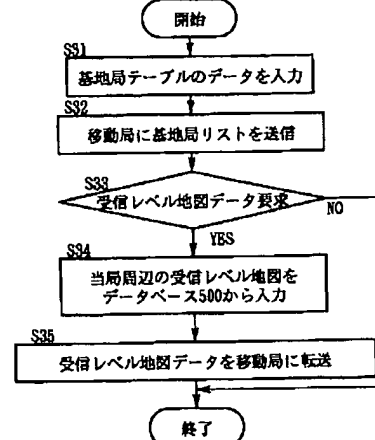 開始
S31
基地局テーブルのデータを入力
S32
移動局に基地局リストを送信
S33
受信レベル地図データ要求
NO
YES
S34
当局周辺の受信レベル地図を
データベース500から入力
S35
受信レベル地図データを移動局に転送
終了